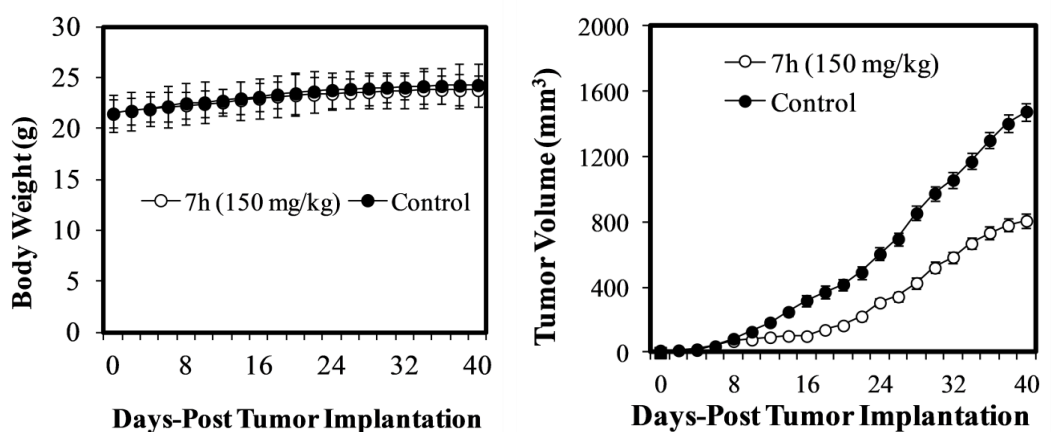 30
25
20
15
10
5
0
Body Weight (g)
7h (150 mg/kg) Control
0 8 16 24 32 40
Days-Post Tumor Implantation
2000
1600
1200
800
400
0
Tumor Volume (mm³)
7h (150 mg/kg)
Control
0 8 16 24 32 40
Days-Post Tumor Implantation